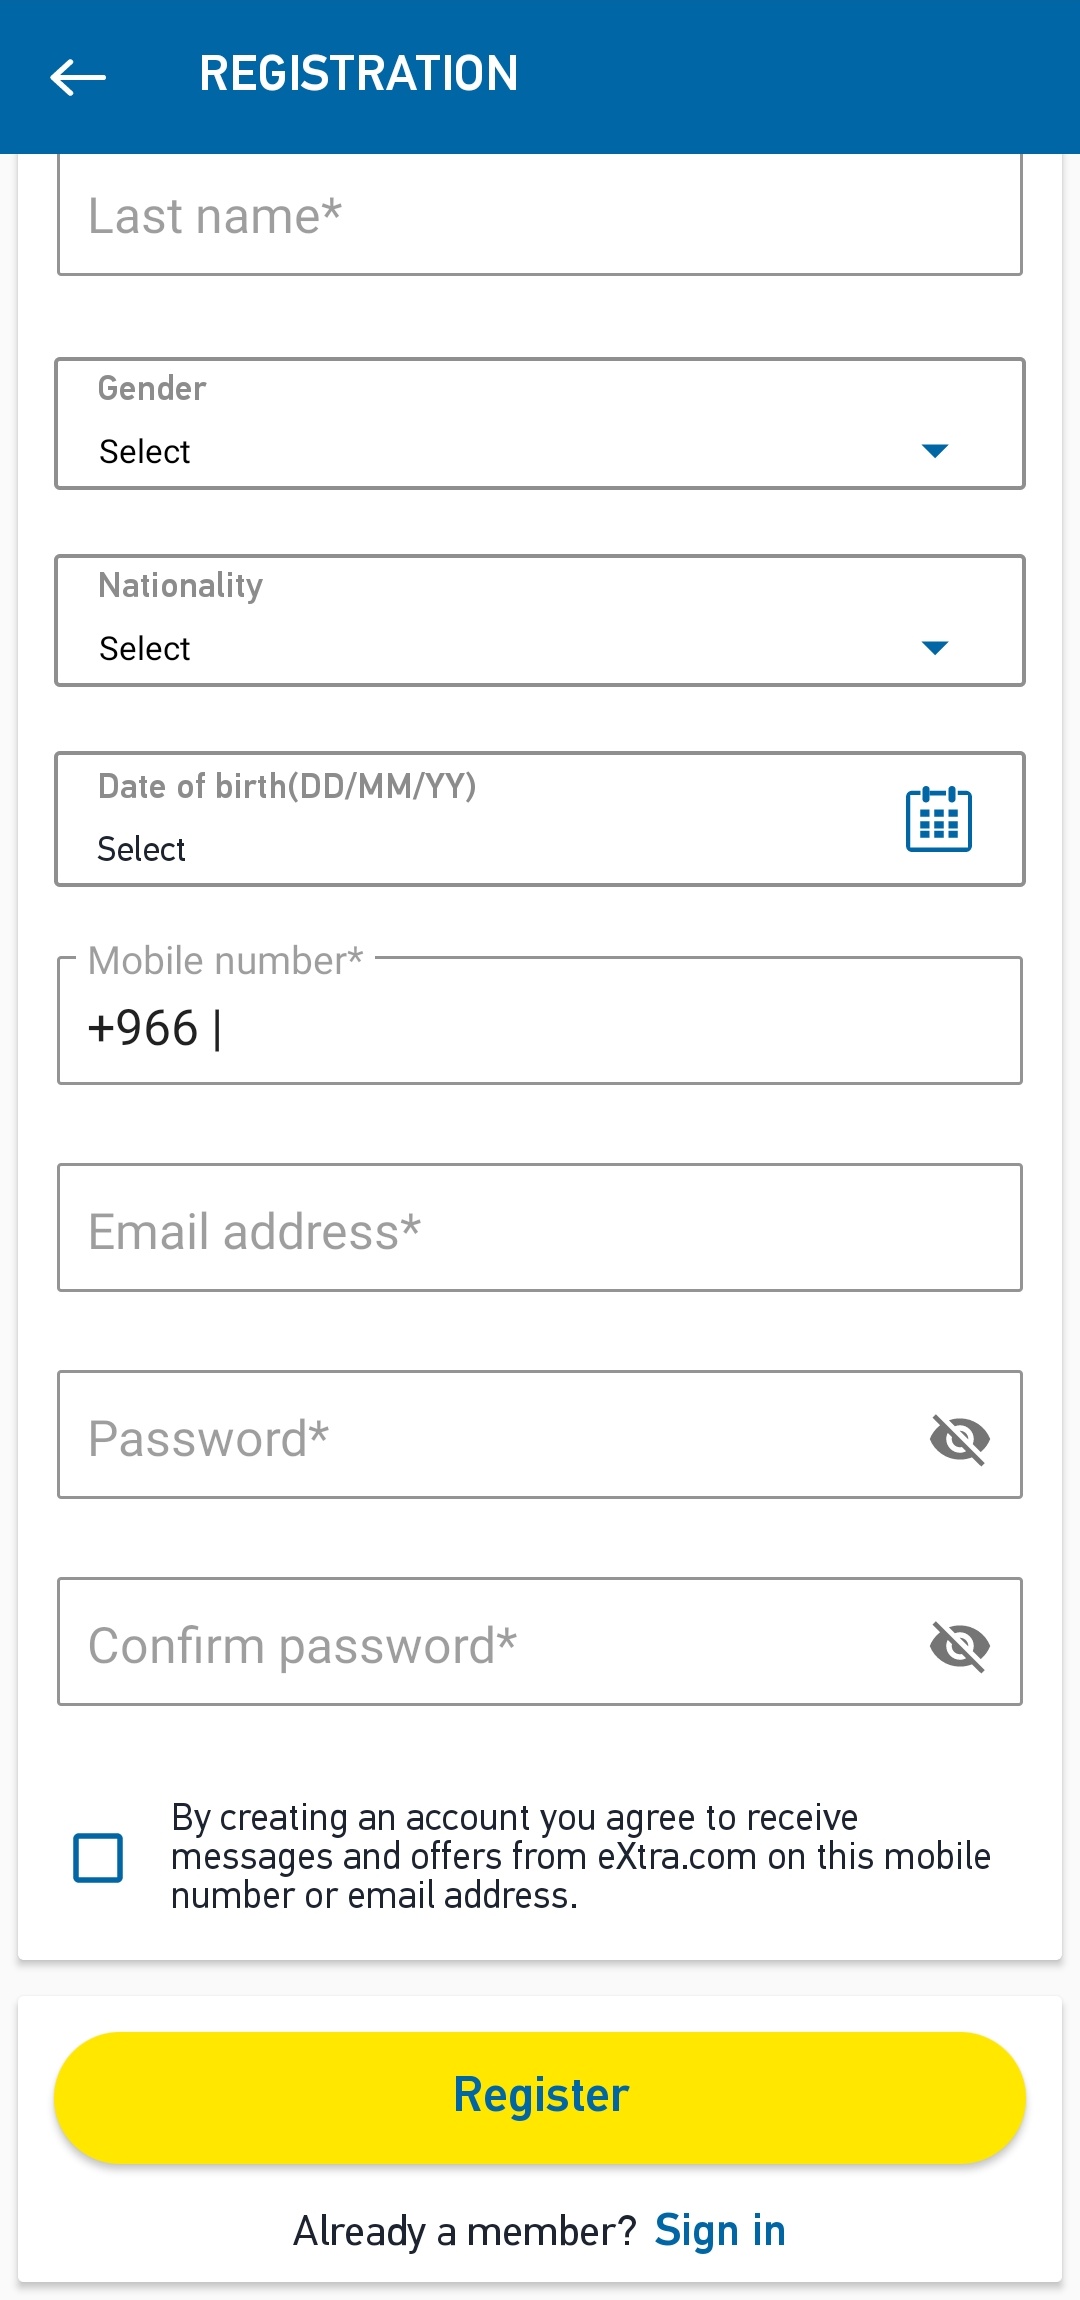 REGISTRATION
Last name*
Gender
Select
Nationality
Select
Date of birth(DD/MM/YY)
Select
Mobile number*
+966 |
Email address*
Password*
Confirm password*
By creating an account you agree to receive
messages and offers from eXtra.com on this mobile
number or email address.
Register
Already a member? Sign in